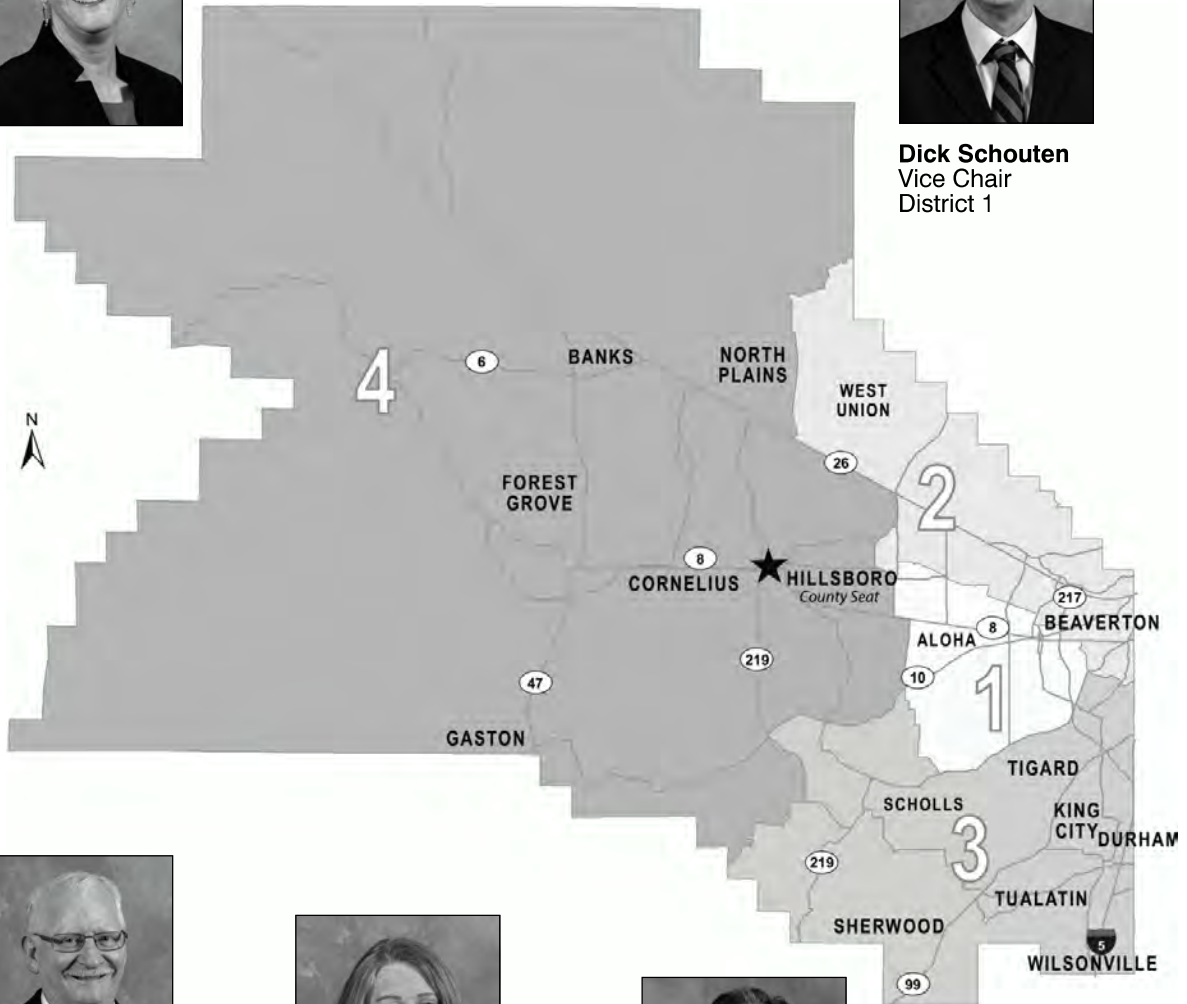 Dick Schouten
Vice Chair
District 1
N
4
6
BANKS
NORTH
PLAINS
WEST
UNION
26
2
FOREST
GROVE
8
CORNELIUS
HILLSBORO
County Seat
217
BEAVERTON
8
ALOHA
10
1
219
47
GASTON
TIGARD
SCHOLLS
KING
CITY
DURHAM
3
219
TUALATIN
SHERWOOD
5
WILSONVILLE
99